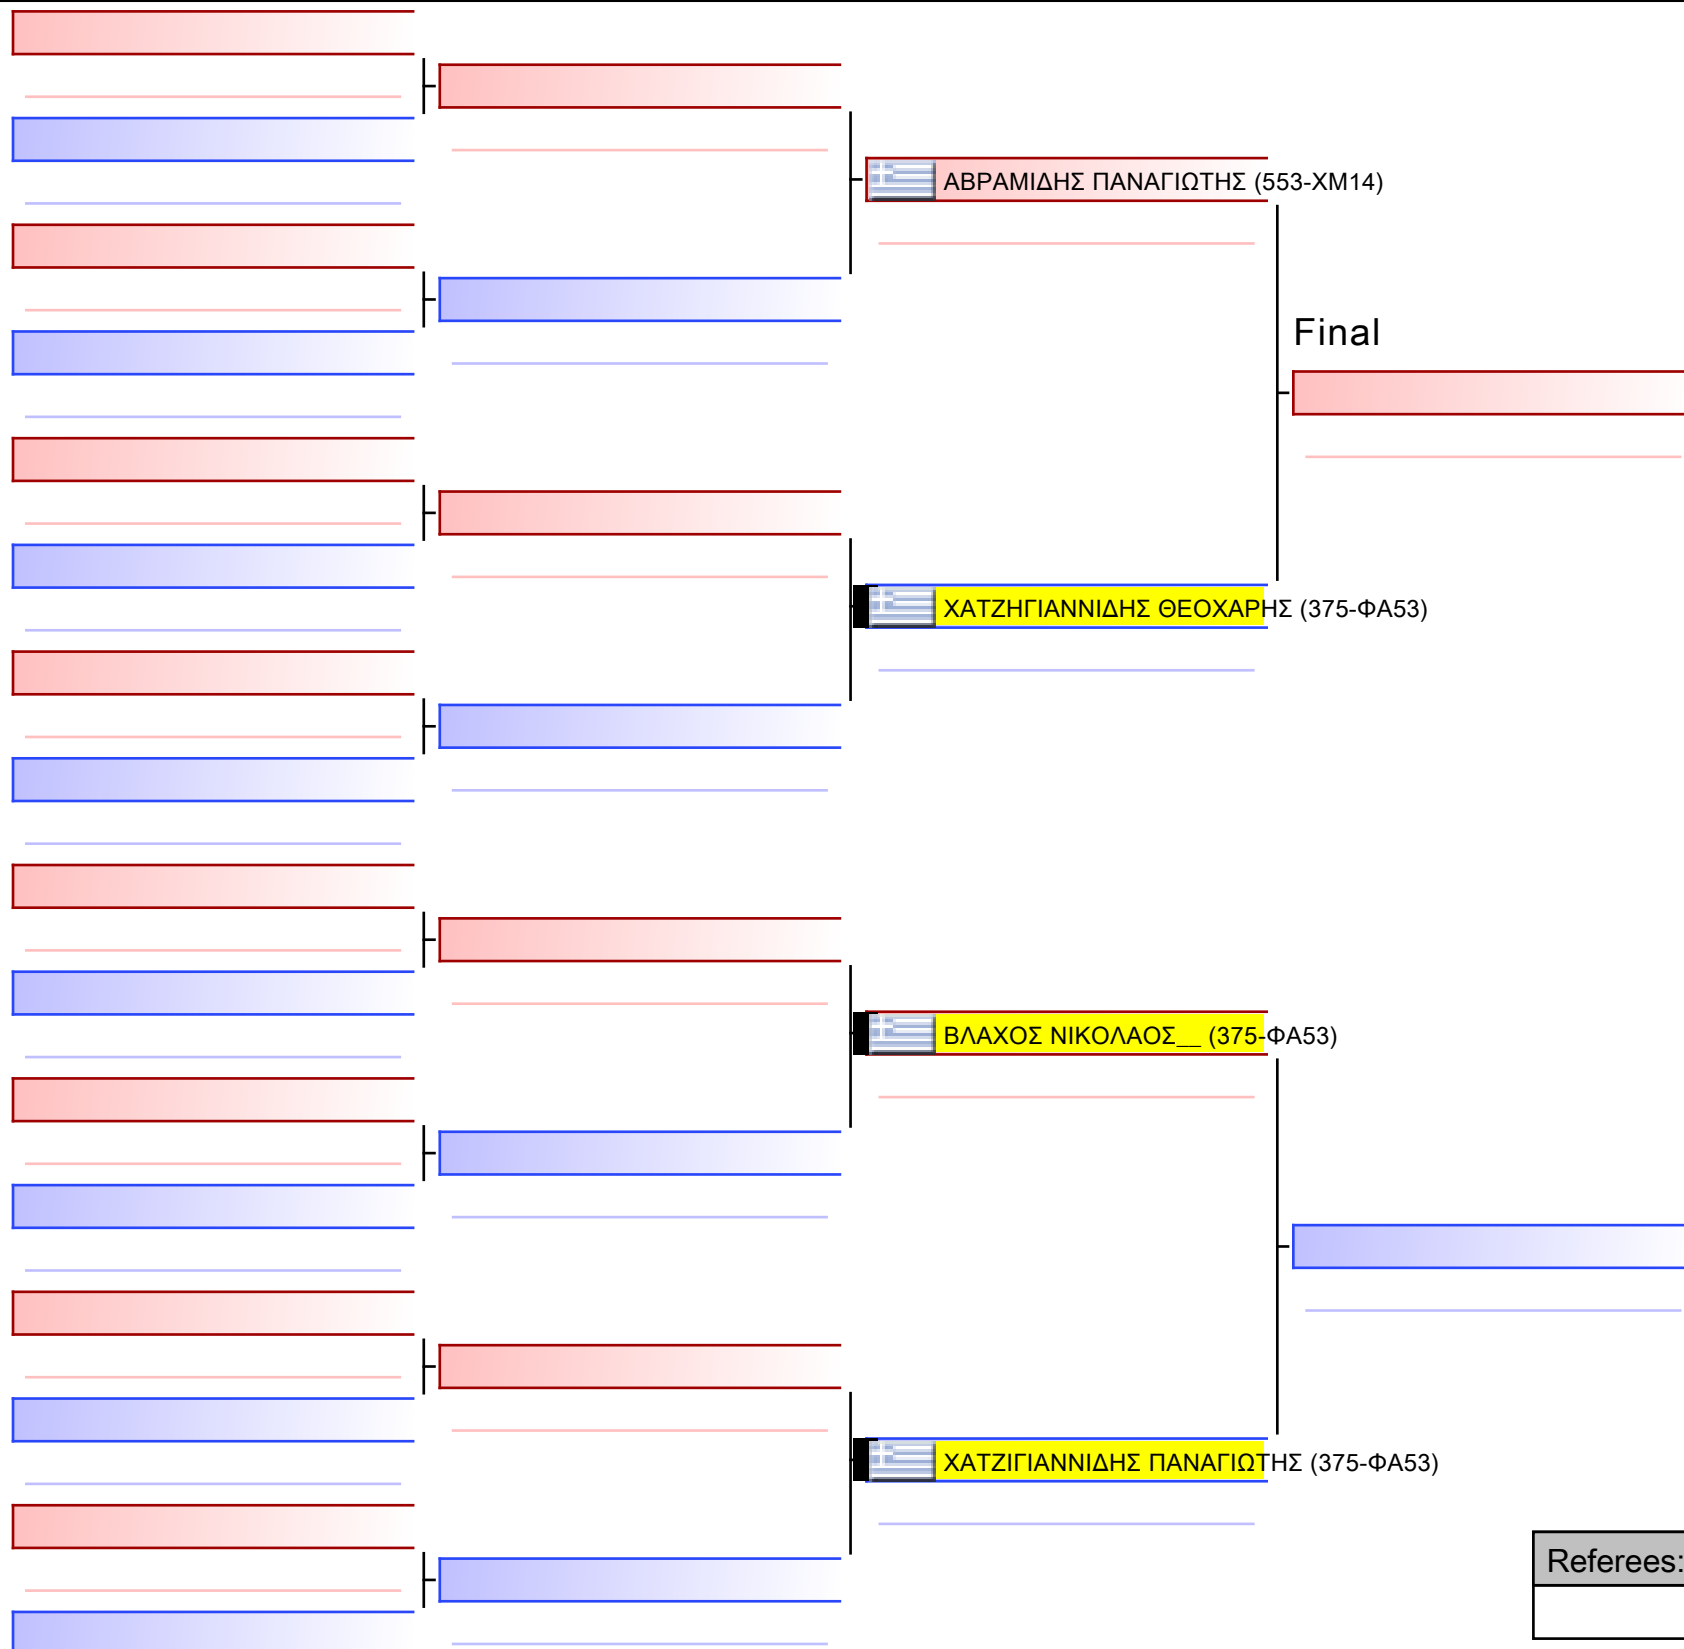 ΑΒΡΑΜΙΔΗΣ ΠΑΝΑΓΙΩΤΗΣ (553-ΧΜ14)
Final
ΧΑΤΖΗΓΙΑΝΝΙΔΗΣ ΘΕΟΧΑΡΗΣ (375-ΦΑ53)
ΒΛΑΧΟΣ ΝΙΚΟΛΑΟΣ__ (375-ΦΑ53)
ΧΑΤΖΙΓΙΑΝΝΙΔΗΣ ΠΑΝΑΓΙΩΤΗΣ (375-ΦΑ53)
Referees: